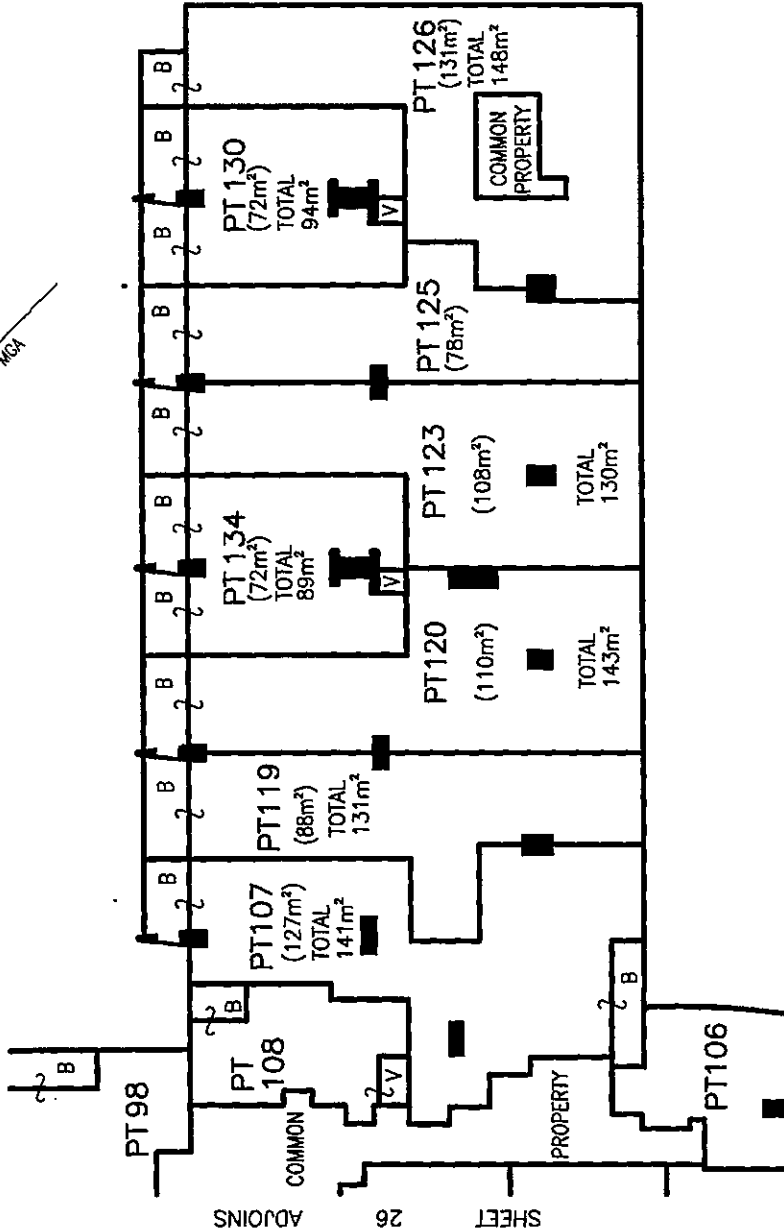 MGA
B
B
B
B
B
B
B
B
B
PT 126
(131m²)
TOTAL
148m²
COMMON
PROPERTY
PT 130
(72m²)
TOTAL
94m²
V
PT 125
(78m²)
PT 123
(108m²)
TOTAL
130m²
PT 134
(72m²)
TOTAL
89m²
V
PT120
(110m²)
TOTAL
143m²
PT119
(88m²)
TOTAL
131m²
PT107
(127m²)
TOTAL
141m²
B
PT
108
B
V
B
PT 98
COMMON
PROPERTY
PT106
SHEET 26 ADJOINS